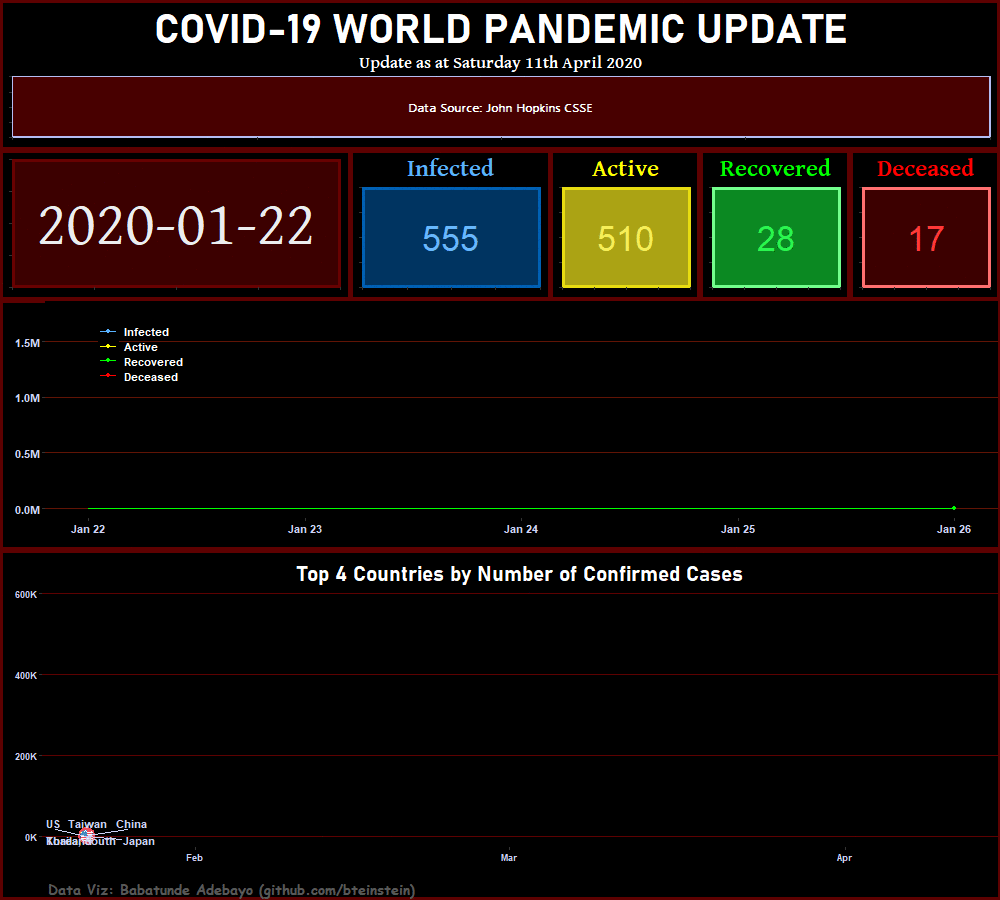 COVID-19 WORLD PANDEMIC UPDATE
Update as at Saturday 11th April 2020
Data Source: John Hopkins CSSE
2020-01-22
Infected
555
Active
510
Recovered
28
Deceased
17
Infected
Active
Recovered
Deceased
1.5M
1.0M
0.5M
0.0M
Jan 22 Jan 23 Jan 24 Jan 25 Jan 26
Top 4 Countries by Number of Confirmed Cases
600K
400K
200K
0K
US Taiwan China
Japan
Feb Mar Apr
Data Viz: Babatunde Adebayo (github.com/bteinstein)